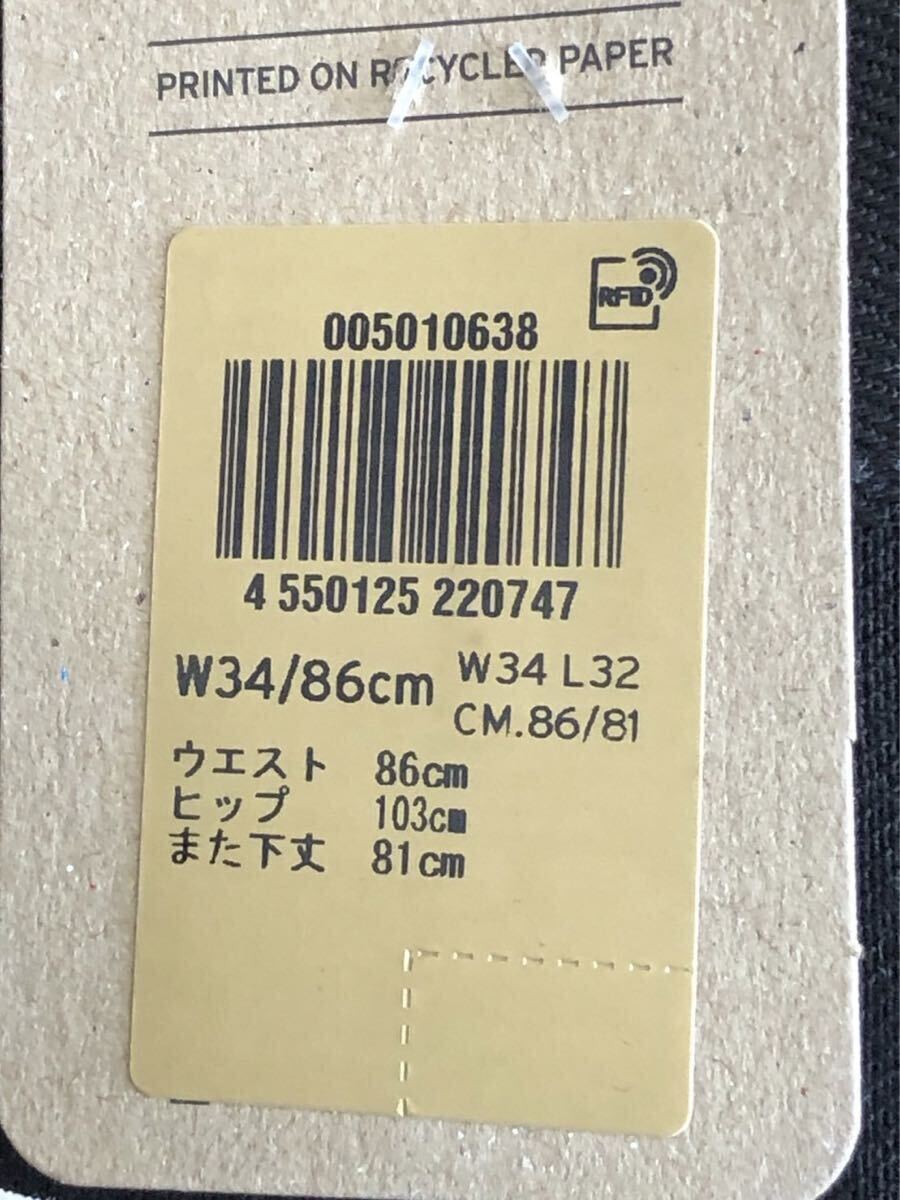 PRINTED ON RECYCLED PAPER
RFID
005010638
4 550125 220747
W34/86cm
W34 L32
CM.86/81
ウエスト 86cm
ヒップ 103cm
また下丈 81cm